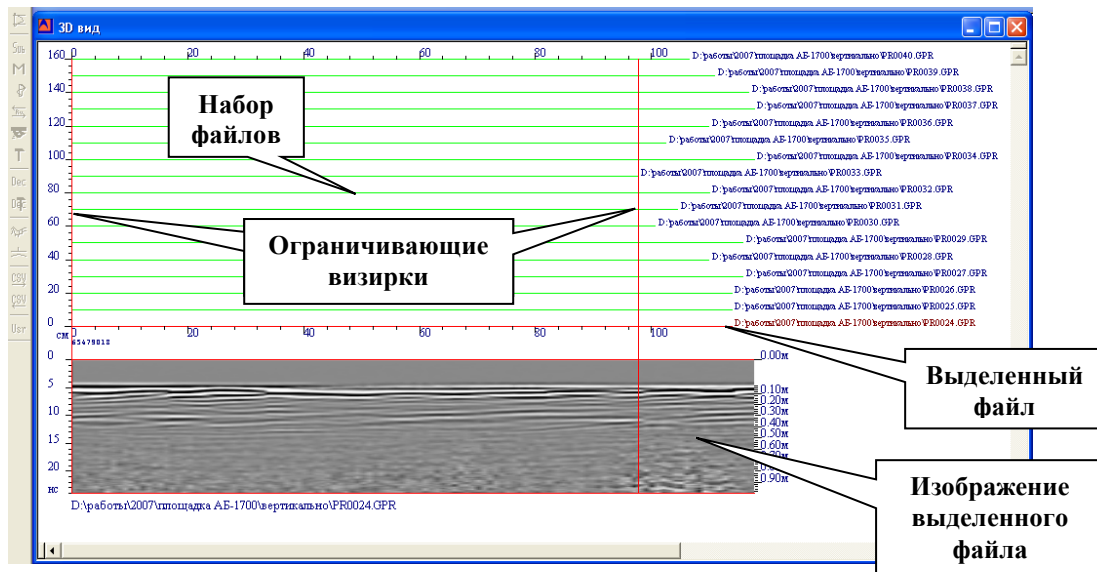 3D вид
160 0 20 40 60 80 100
D:\работы\2007\площадка АБ-1700\вертикально\PR0040.GPR
D:\работы\2007\площадка АБ-1700\вертикально\PR0039.GPR
140
D:\работы\2007\площадка АБ-1700\вертикально\PR0038.GPR
D:\работы\2007\площадка АБ-1700\вертикально\PR0037.GPR
120
D:\работы\2007\площадка АБ-1700\вертикально\PR0036.GPR
D:\работы\2007\площадка АБ-1700\вертикально\PR0035.GPR
100
D:\работы\2007\площадка АБ-1700\вертикально\PR0034.GPR
D:\работы\2007\площадка АБ-1700\вертикально\PR0033.GPR
80
D:\работы\2007\площадка АБ-1700\вертикально\PR0032.GPR
D:\работы\2007\площадка АБ-1700\вертикально\PR0031.GPR
60
D:\работы\2007\площадка АБ-1700\вертикально\PR0030.GPR
D:\работы\2007\площадка АБ-1700\вертикально\PR0029.GPR
40
D:\работы\2007\площадка АБ-1700\вертикально\PR0028.GPR
D:\работы\2007\площадка АБ-1700\вертикально\PR0027.GPR
20
D:\работы\2007\площадка АБ-1700\вертикально\PR0026.GPR
D:\работы\2007\площадка АБ-1700\вертикально\PR0025.GPR
0
D:\работы\2007\площадка АБ-1700\вертикально\PR0024.GPR
см 0 20 40 60 80 100
65479010
Набор
файлов
Ограничивающие
визирки
Выделенный
файл
0 0.00м
5 0.10м
0.20м
10 0.30м
0.40м
0.50м
15 0.60м
20 0.90м
нс
D:\работы\2007\площадка АБ-1700\вертикально\PR0024.GPR
Изображение
выделенного
файла
Sub
M
T
Dec
CSV
CSV
Usr